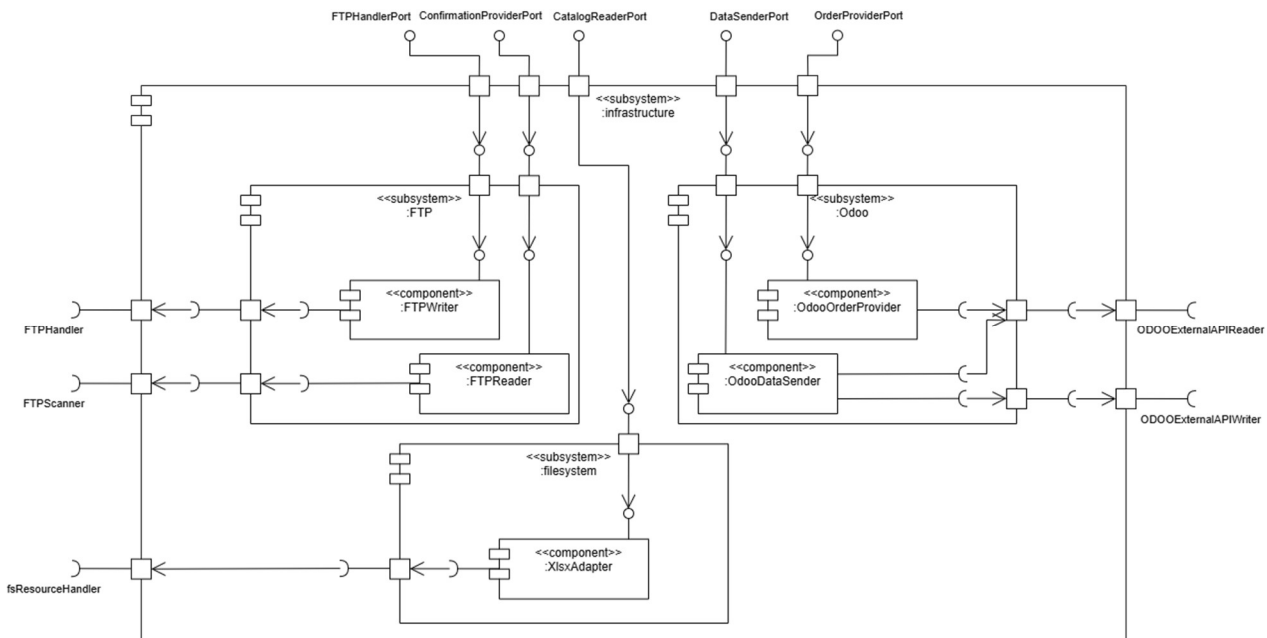 FTPHandlerPort
ConfirmationProviderPort
CatalogReaderPort
DataSenderPort
OrderProviderPort
<<subsystem>>
:infrastructure
<<subsystem>>
:FTP
<<subsystem>>
:Odoo
<<component>>
:FTPWriter
<<component>>
:OdooOrderProvider
FTPHandler
ODOOExternalAPIReader
<<component>>
:FTPReader
<<component>>
:OdooDataSender
FTPScanner
ODOOExternalAPIWriter
<<subsystem>>
:filesystem
<<component>>
:XlsxAdapter
fsResourceHandler